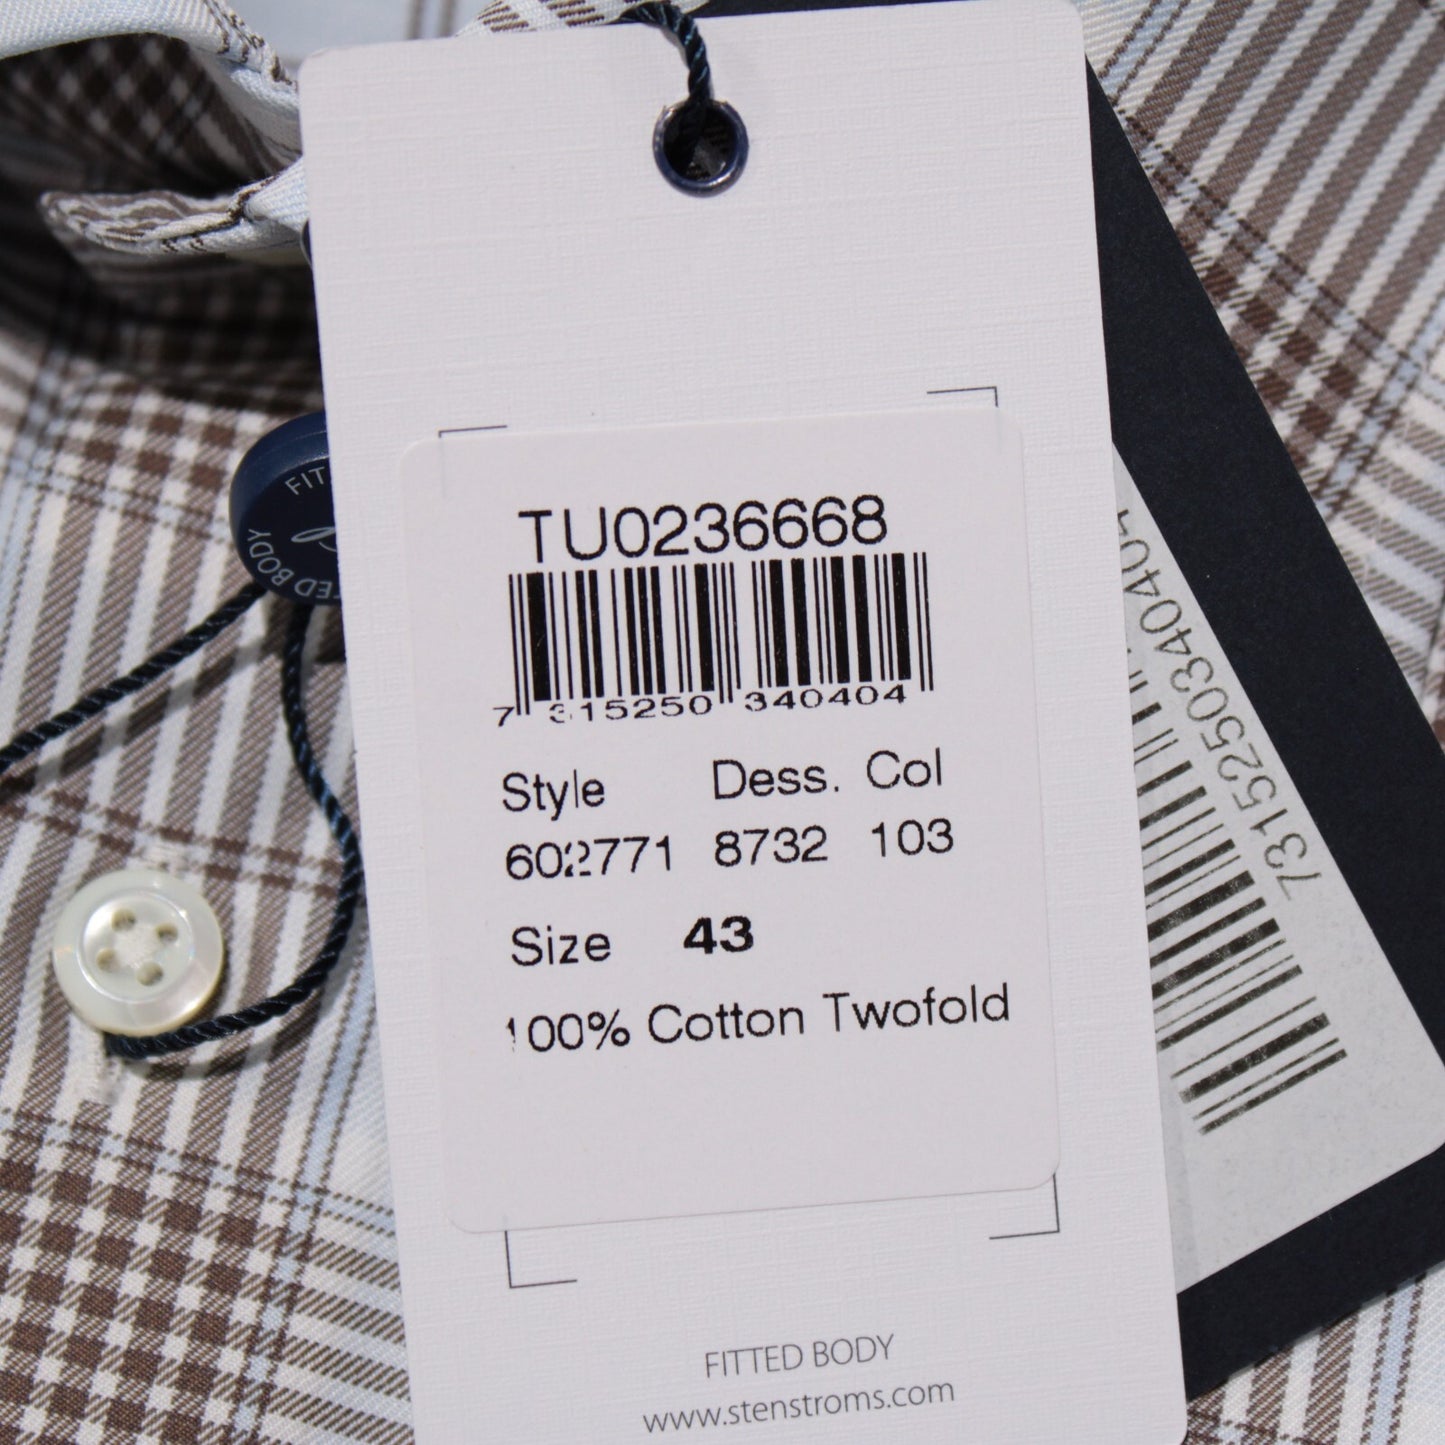 TU0236668
7 315250 340404
Style Dess. Col
602771 8732 103
Size 43
100% Cotton Twofold
FITTED BODY
www.stenstroms.com
FIT
FITTED BODY
7315250340404